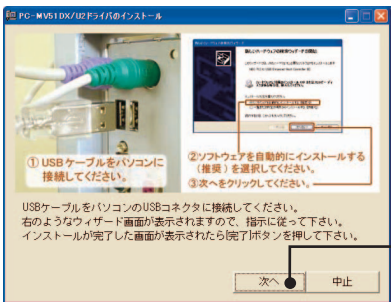 PC-MV51DX/U2ドライバのインストール
① USBケーブルをパソコンに
接続してください。
②ソフトウェアを自動的にインストールする
(推奨)を選択してください。
③次へをクリックしてください。
USBケーブルをパソコンのUSBコネクタに接続してください。
右のようなウィザード画面が表示されますので、指示に従って下さい。
インストールが完了した画面が表示されたら[完了]ボタンを押して下さい。
次へ
中止